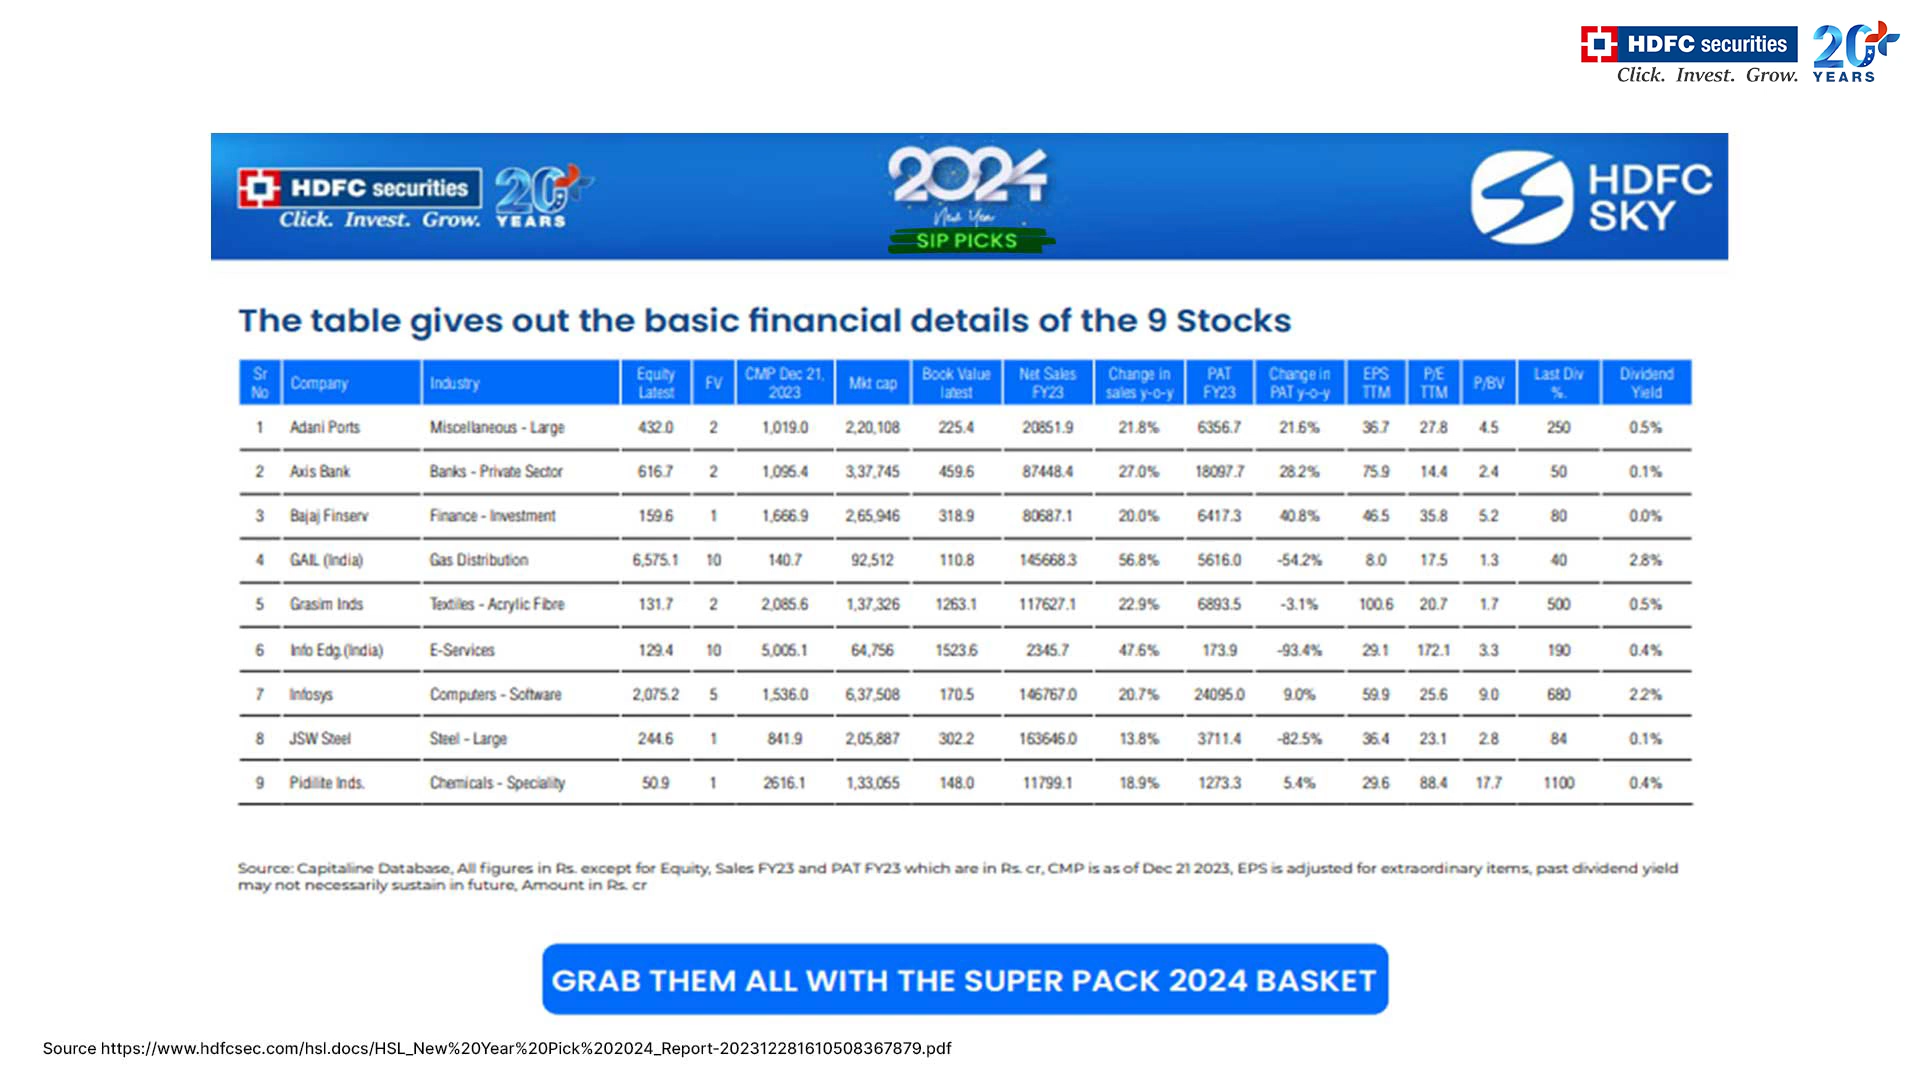 HDFC securities
Click. Invest. Grow.
20+
YEARS
HDFC securities
Click. Invest. Grow.
20+
YEARS
2024
New Year
SIP PICKS
HDFC
SKY
The table gives out the basic financial details of the 9 Stocks
Sr No Company Industry Equity Latest FV CMP Dec 21, 2023 Mkt cap Book Value latest Net Sales FY23 Change in sales y-o-y PAT FY23 Change in PAT y-o-y EPS TTM P/E TTM P/BV Last Div %. Dividend Yield
1 Adani Ports Miscellaneous - Large 432.0 2 1,019.0 2,20,108 225.4 20851.9 21.8% 6356.7 21.6% 36.7 27.8 4.5 250 0.5%
2 Axis Bank Banks - Private Sector 616.7 2 1,095.4 3,37,745 459.6 87448.4 27.0% 18097.7 28.2% 75.9 14.4 2.4 50 0.1%
3 Bajaj Finserv Finance - Investment 159.6 1 1,666.9 2,65,946 318.9 80687.1 20.0% 6417.3 40.8% 46.5 35.8 5.2 80 0.0%
4 GAIL (India) Gas Distribution 6,575.1 10 140.7 92,512 110.8 145668.3 56.8% 5616.0 -54.2% 8.0 17.5 1.3 40 2.8%
5 Grasim Inds Textiles - Acrylic Fibre 131.7 2 2,085.6 1,37,326 1263.1 117627.1 22.9% 6893.5 -3.1% 100.6 20.7 1.7 500 0.5%
6 Info Edg.(India) E-Services 129.4 10 5,005.1 64,756 1523.6 2345.7 47.6% 173.9 -93.4% 29.1 172.1 3.3 190 0.4%
7 Infosys Computers - Software 2,075.2 5 1,536.0 6,37,508 170.5 146767.0 20.7% 24095.0 9.0% 59.9 25.6 9.0 680 2.2%
8 JSW Steel Steel - Large 244.6 1 841.9 2,05,887 302.2 163646.0 13.8% 3711.4 -82.5% 36.4 23.1 2.8 84 0.1%
9 Pidilite Inds. Chemicals - Speciality 50.9 1 2616.1 1,33,055 148.0 11799.1 18.9% 1273.3 5.4% 29.6 88.4 17.7 1100 0.4%
Source: Capitaline Database, All figures in Rs. except for Equity, Sales FY23 and PAT FY23 which are in Rs. cr, CMP is as of Dec 21 2023, EPS is adjusted for extraordinary items, past dividend yield
may not necessarily sustain in future, Amount in Rs. cr
GRAB THEM ALL WITH THE SUPER PACK 2024 BASKET
Source https://www.hdfcsec.com/hsl.docs/HSL_New%20Year%20Pick%202024_Report-202312281610508367879.pdf